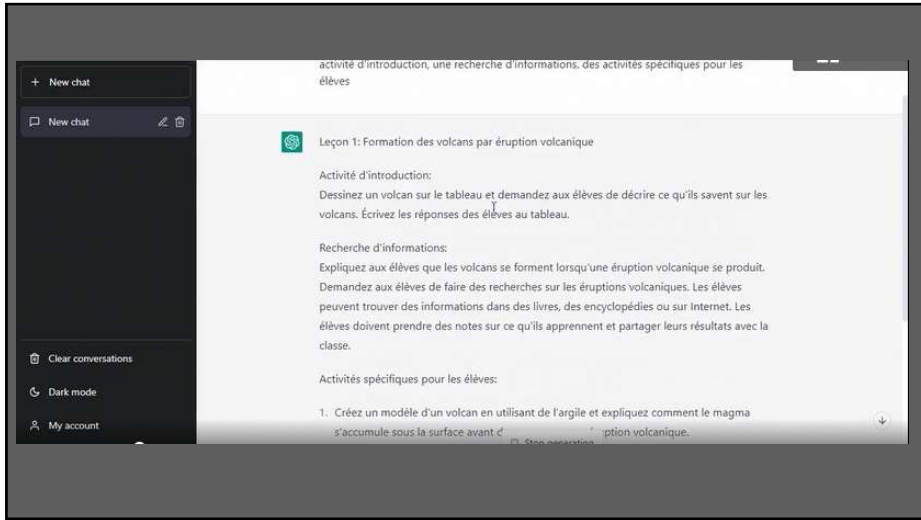 activité d'introduction, une recherche d'informations, des activités spécifiques pour les
élèves
+ New chat
New chat
Leçon 1: Formation des volcans par éruption volcanique
Activité d'introduction:
Dessinez un volcan sur le tableau et demandez aux élèves de décrire ce qu'ils savent sur les
volcans. Écrivez les réponses des élèves au tableau.
Recherche d'informations:
Expliquez aux élèves que les volcans se forment lorsqu'une éruption volcanique se produit.
Demandez aux élèves de faire des recherches sur les éruptions volcaniques. Les élèves
peuvent trouver des informations dans des livres, des encyclopédies ou sur Internet. Les
élèves doivent prendre des notes sur ce qu'ils apprennent et partager leurs résultats avec la
classe.
Activités spécifiques pour les élèves:
1. Créez un modèle d'un volcan en utilisant de l'argile et expliquez comment le magma
s'accumule sous la surface avant volcanique.
Stop generation
Clear conversations
Dark mode
My account